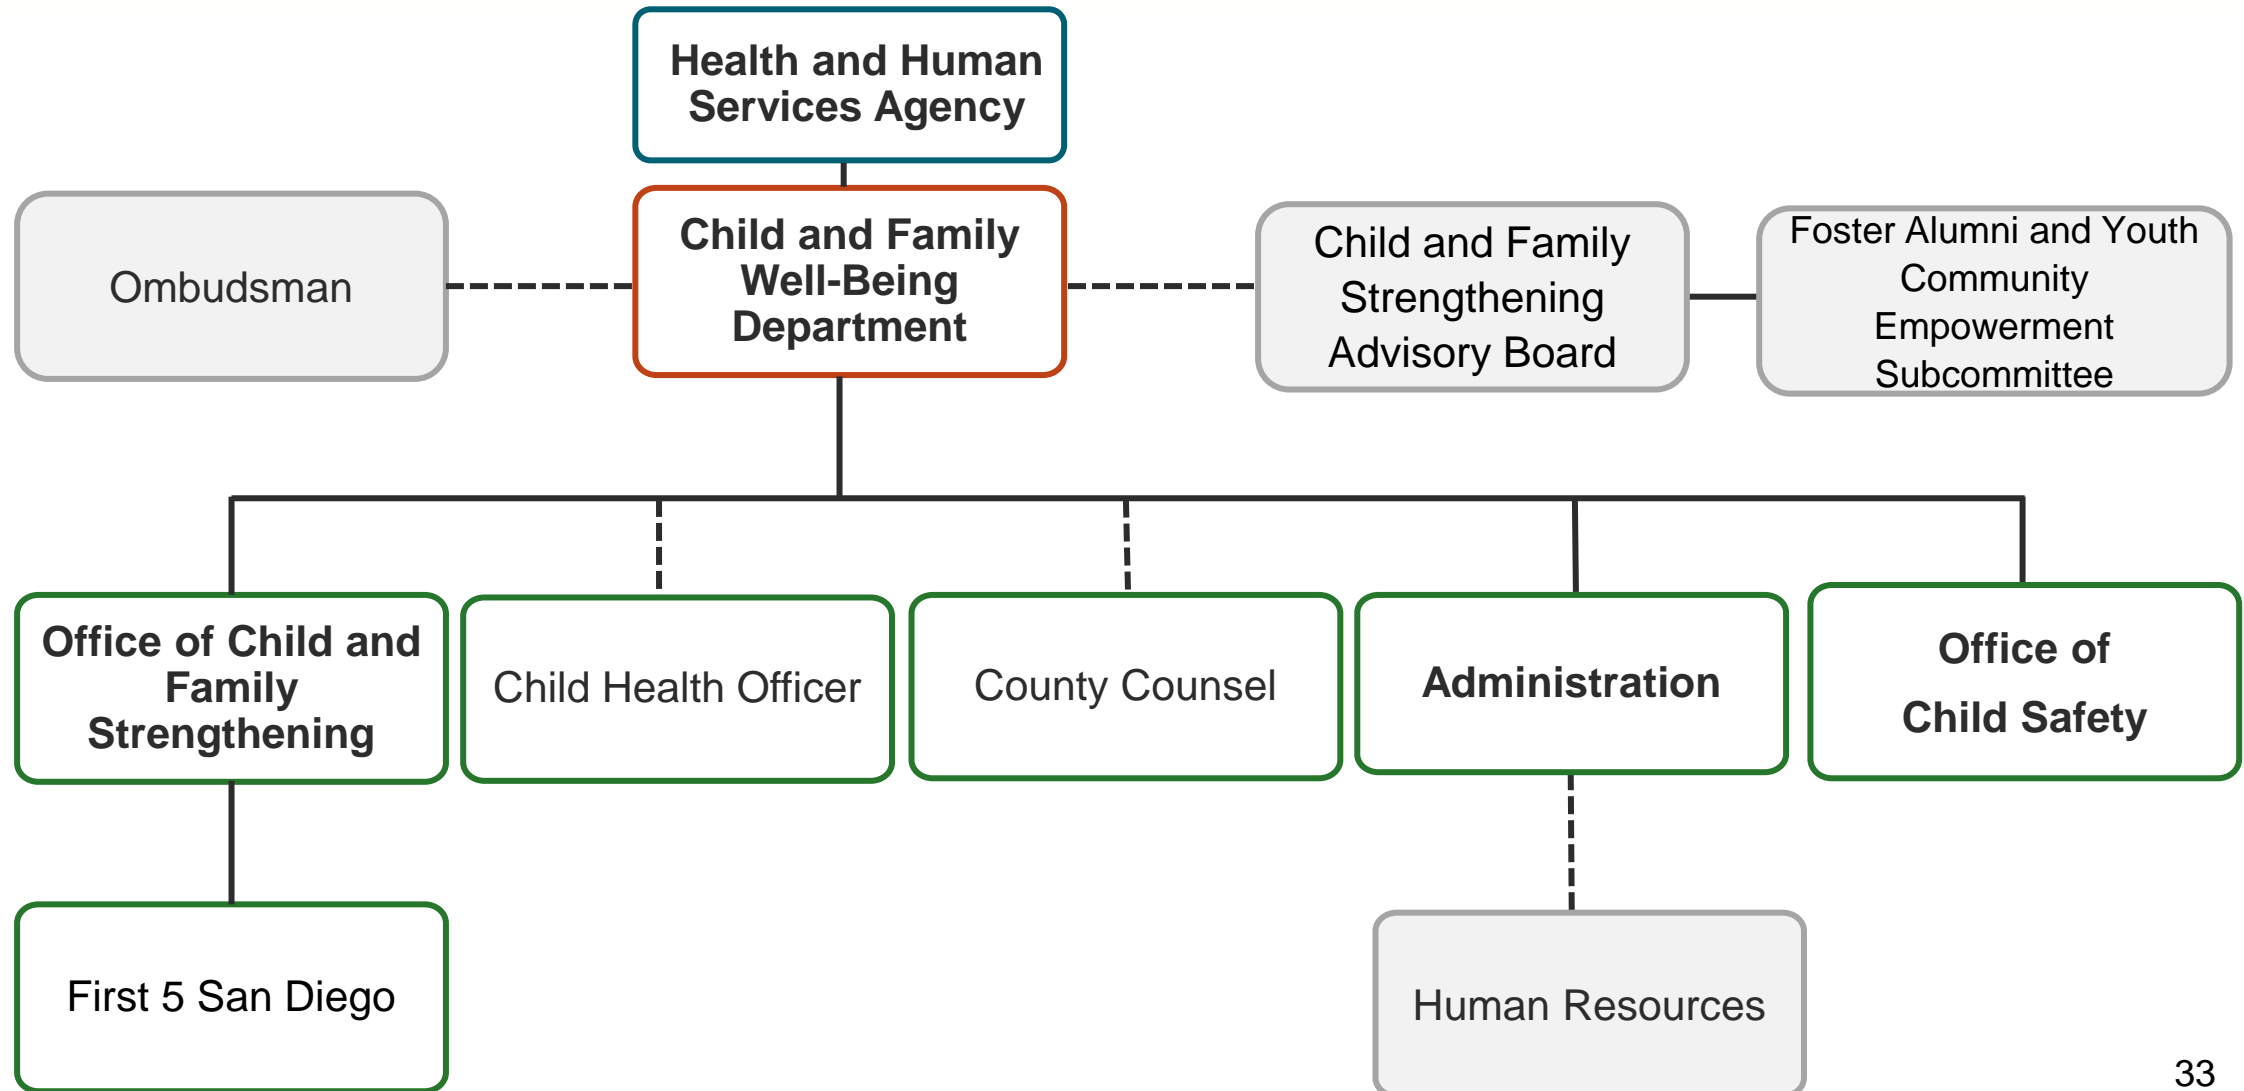 Health and Human
Services Agency
Ombudsman
Child and Family
Well-Being
Department
Child and Family
Strengthening
Advisory Board
Foster Alumni and Youth
Community
Empowerment
Subcommittee
Office of Child and
Family
Strengthening
Child Health Officer
County Counsel
Administration
Office of
Child Safety
First 5 San Diego
Human Resources
33